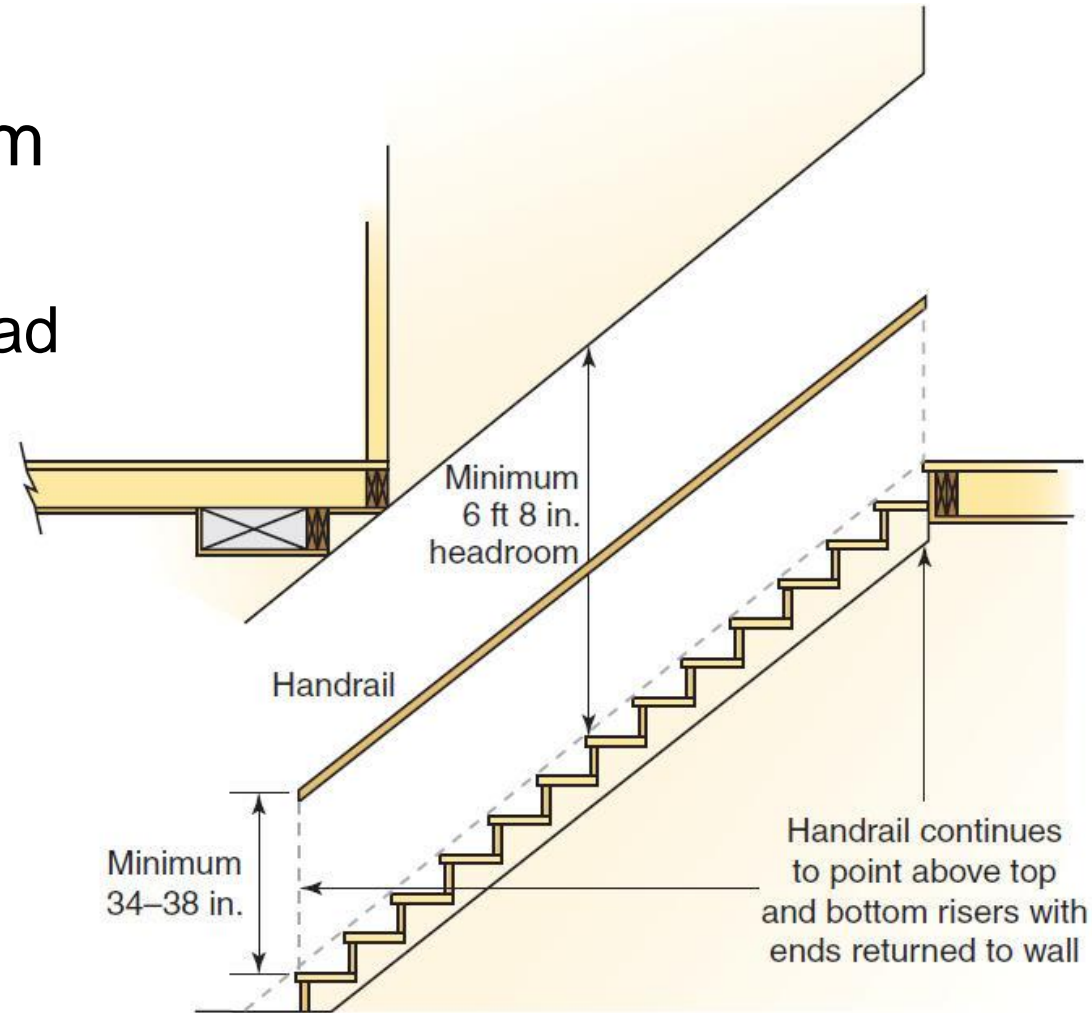 m
ad
Minimum
6 ft 8 in.
headroom
Handrail
Minimum
34–38 in.
Handrail continues
to point above top
and bottom risers with
ends returned to wall